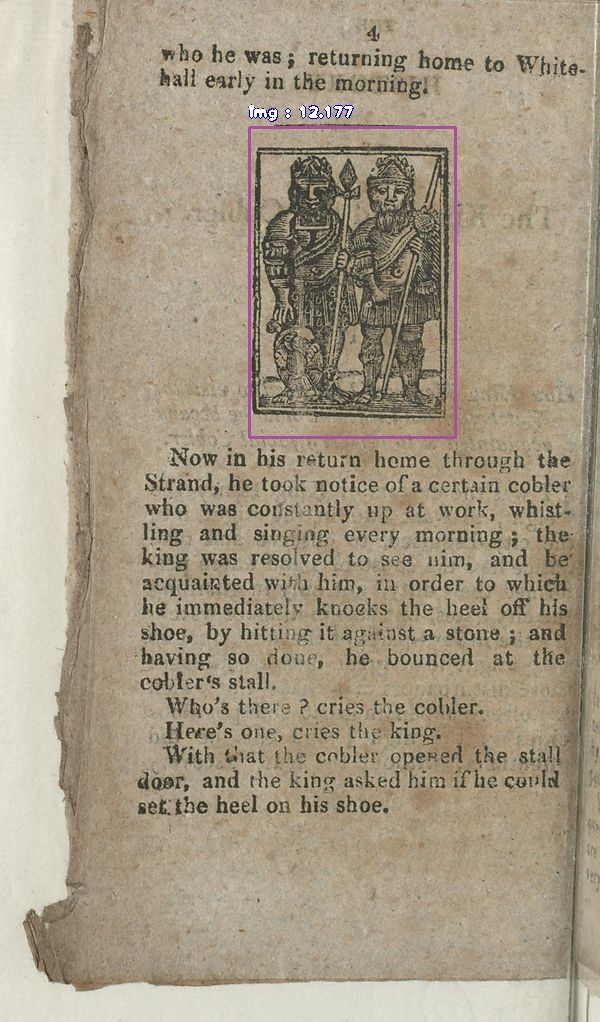 4
who he was; returning home to White-
hall early in the morning.
img : 12.177
Now in his return home through the
Strand, he took notice of a certain cobler
who was constantly up at work, whist-
ling and singing every morning; the
king was resolved to see him, and be
acquainted with him, in order to which
he immediately knocks the heel off his
shoe, by hitting it against a stone; and
having so done, he bounced at the
cobler's stall.
Who's there? cries the cobler.
Here's one, cries the king.
With that the cobler opened the stall
door, and the king asked him if he could
set the heel on his shoe.